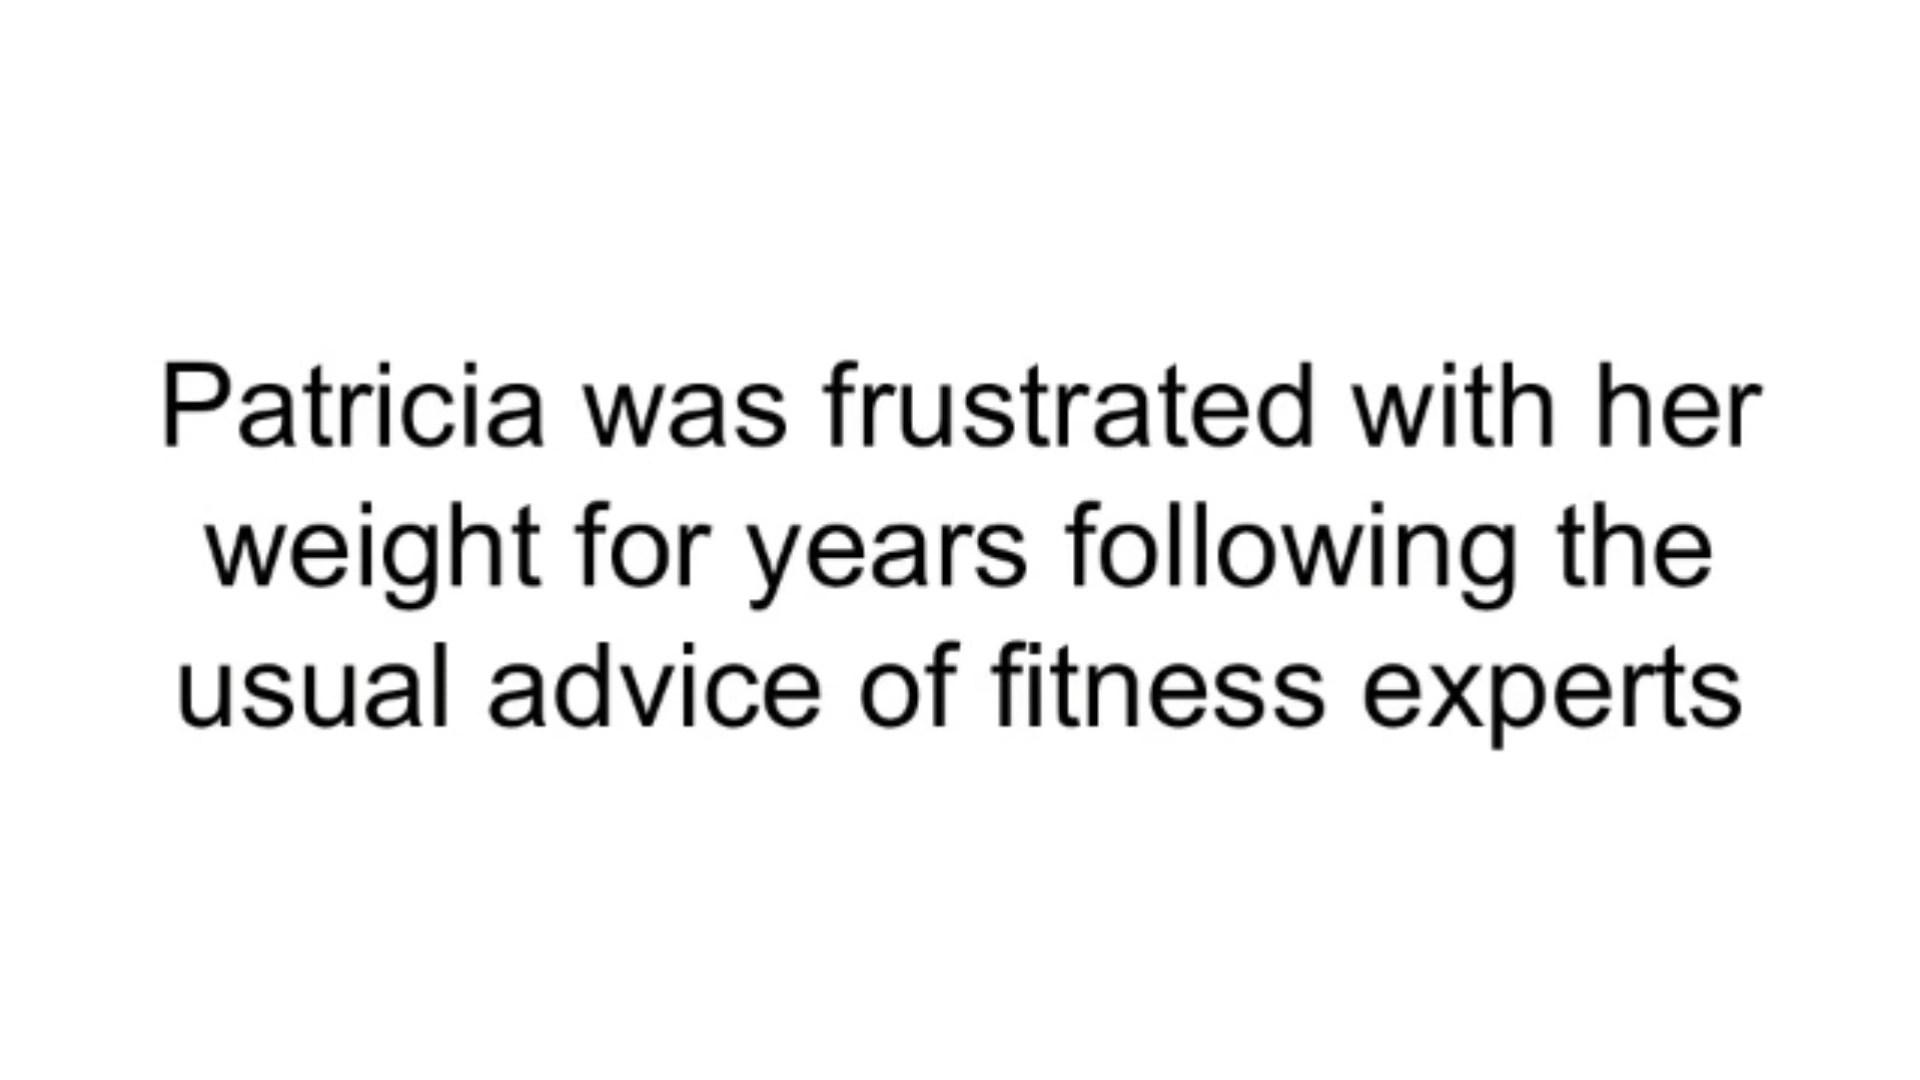 Patricia was frustrated with her
weight for years following the
usual advice of fitness experts